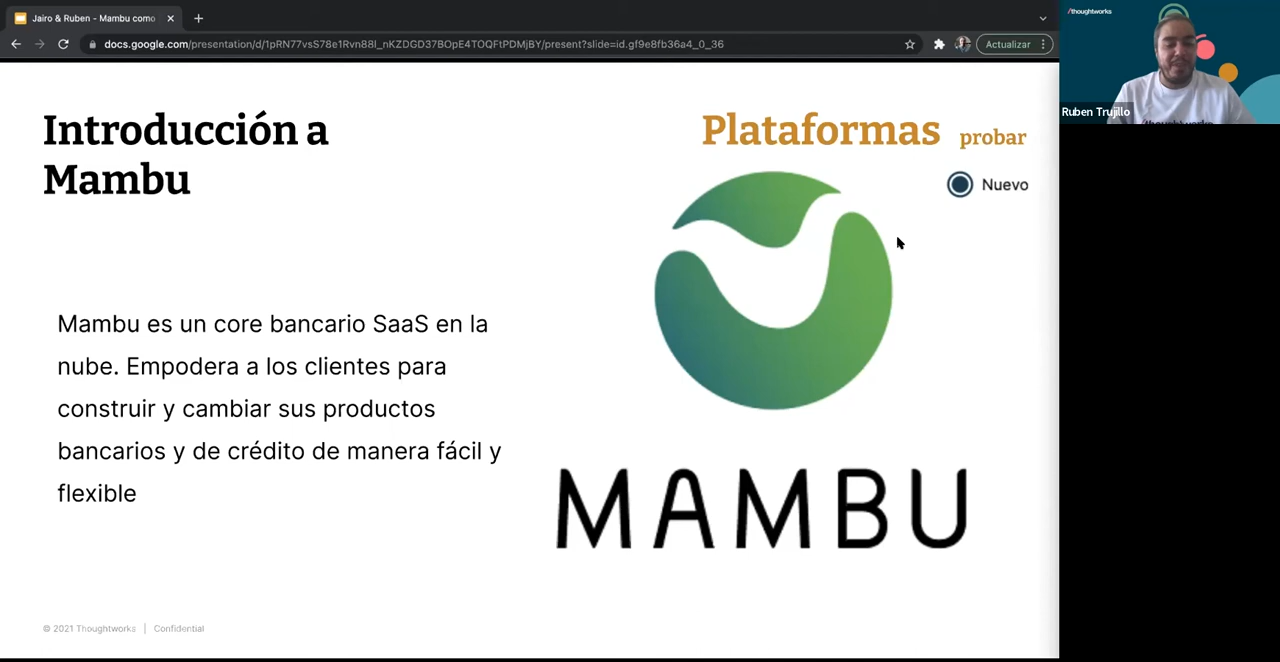 Jairo & Ruben - Mambu como
docs.google.com/presentation/d/1pRN77vsS78e1Rvn88I_nKZDGD37BOpE4TOQFtPDMjBY/present?slide=id.gf9e8fb36a4_0_36
Actualizar
/thoughtworks
Ruben Trujillo
Introducción a
Mambu
Plataformas probar
Nuevo
Mambu es un core bancario SaaS en la
nube. Empodera a los clientes para
construir y cambiar sus productos
bancarios y de crédito de manera fácil y
flexible
MAMBU
© 2021 Thoughtworks | Confidential